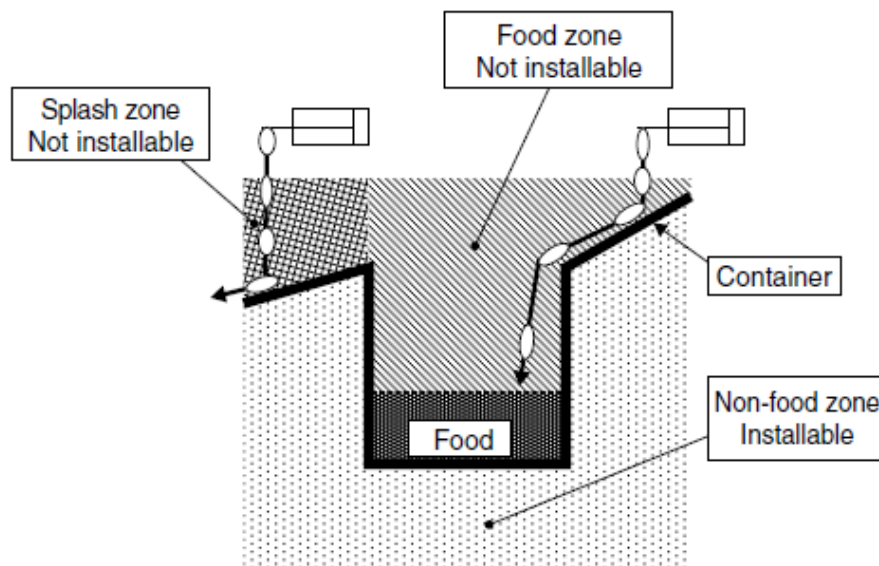 Food zone
Not installable
Splash zone
Not installable
Container
Non-food zone
Installable
Food